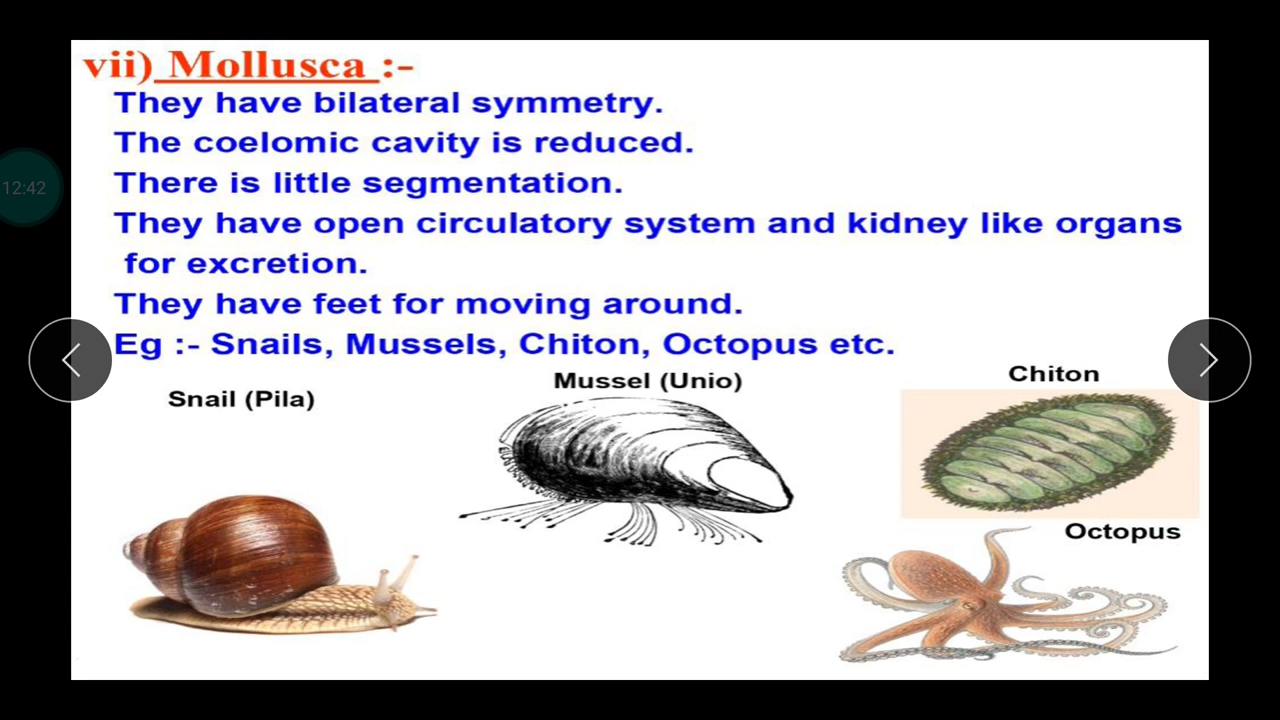 vii) Mollusca :-
They have bilateral symmetry.
The coelomic cavity is reduced.
There is little segmentation.
They have open circulatory system and kidney like organs
for excretion.
They have feet for moving around.
Eg :- Snails, Mussels, Chiton, Octopus etc.
Snail (Pila)
Mussel (Unio)
Chiton
Octopus
12:42